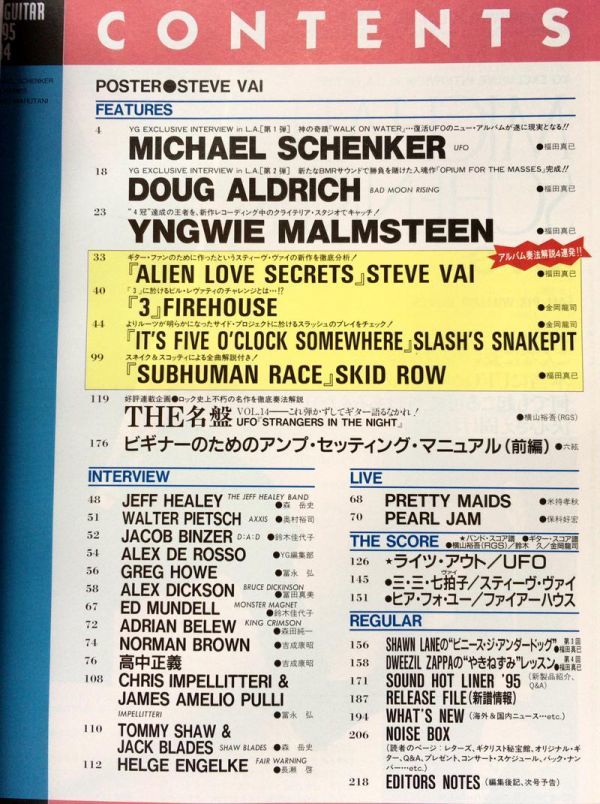 GUITAR
95
4
CONTENTS
POSTER●STEVE VAI
FEATURES
4
YG EXCLUSIVE INTERVIEW in L.A.[第1弾] 神の奇蹟「WALK ON WATER」…復活UFOのニュー・アルバムが遂に現実となる!!
MICHAEL SCHENKER UFO ●福田真已
18
YG EXCLUSIVE INTERVIEW in L.A.[第2弾] 新たなBMRサウンドで勝負を賭けた入魂作「OPIUM FOR THE MASSES」完成!!
DOUG ALDRICH BAD MOON RISING ●福田真已
23
“4冠”達成の王者を、新作レコーディング中のクライテリア・スタジオでキャッチ!
YNGWIE MALMSTEEN ●福田真已
アルバム奏法解説4連発!!
33
ギター・ファンのために作ったというスティーヴ・ヴァイの新作を徹底分析!
『ALIEN LOVE SECRETS』STEVE VAI ●福田真已
40
「3」に於けるビル・レヴァティのチャレンジとは…!?
『3』FIREHOUSE ●金岡龍司
44
よりルーツが明らかになったサイド・プロジェクトに於けるスラッシュのプレイをチェック! ●金岡龍司
『IT'S FIVE O'CLOCK SOMEWHERE』SLASH'S SNAKEPIT
99
スネイク&スコッティによる全曲解説付き!
『SUBHUMAN RACE』SKID ROW ●福田真已
119
好評連載企画●ロック史上不朽の名作を徹底奏法解説
THE名盤 VOL.14——これ弾かずしてギター語るなかれ!
UFO「STRANGERS IN THE NIGHT」 ●横山裕吾(RGS)
176 ビギナーのためのアンプ・セッティング・マニュアル(前編) ●六絃
INTERVIEW
48 JEFF HEALEY THE JEFF HEALEY BAND ●森 岳史
51 WALTER PIETSCH AXXIS ●奥村裕司
52 JACOB BINZER D:A:D ●鈴木佳代子
54 ALEX DE ROSSO ●YG編集部
56 GREG HOWE ●冨永 弘
58 ALEX DICKSON BRUCE DICKINSON ●冨田真美
67 ED MUNDELL MONSTER MAGNET ●鈴木佳代子
72 ADRIAN BELEW KING CRIMSON ●森田純一
74 NORMAN BROWN ●吉成康昭
76 高中正義 ●吉成康昭
108 CHRIS IMPELLITTERI &
JAMES AMELIO PULLI
IMPELLITTERI ●冨永 弘
110 TOMMY SHAW &
JACK BLADES SHAW BLADES ●森 岳史
112 HELGE ENGELKE FAIR WARNING ●長瀬 啓
LIVE
68 PRETTY MAIDS ●米持孝秋
70 PEARL JAM ●保科好宏
THE SCORE ★バンド・スコア譜 ●ギター・スコア譜
●横山裕吾(RGS)/鈴木 久/金岡龍司
126 ★ライツ・アウト/UFO
145 ●三・三・七拍子/スティーヴ・ヴァイ
151 ●ヒア・フォ・ユー/ファイアーハウス
REGULAR
156 SHAWN LANEの“ビニース・ジ・アンダードッグ” 第3回 ●福田真已
158 DWEEZIL ZAPPAの“やきねずみ”レッスン 第4回 ●福田真已
171 SOUND HOT LINER '95 (新製品紹介、Q&A)
187 RELEASE FILE(新譜情報)
194 WHAT'S NEW (海外&国内ニュース…etc.)
206 NOISE BOX
(読者のページ:レターズ、ギタリスト秘宝館、オリジナル・ギター、Q&A、プレゼント、コンサート・スケジュール、バック・ナンバー…etc.)
218 EDITORS NOTES (編集後記、次号予告)